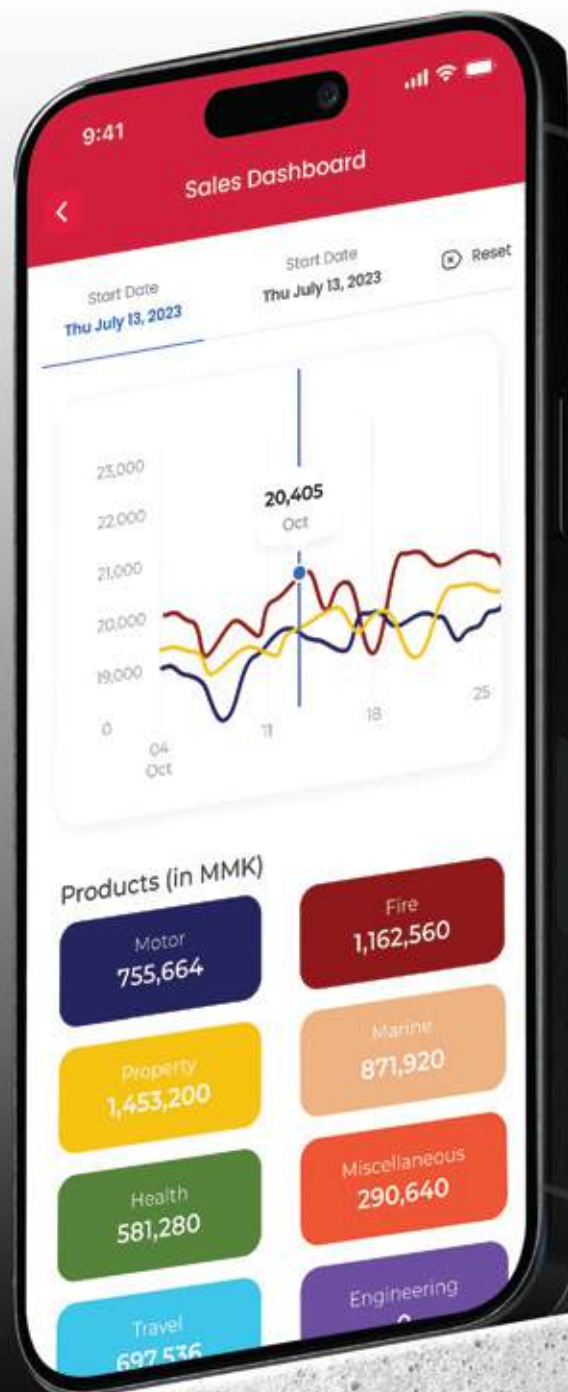 9:41
Sales Dashboard
Start Date
Thu July 13, 2023
Start Date
Thu July 13, 2023
Reset
23,000
22,000
21,000
20,000
19,000
0
20,405
Oct
04
Oct
11
18
25
Products (in MMK)
Motor
755,664
Fire
1,162,560
Property
1,453,200
Marine
871,920
Health
581,280
Miscellaneous
290,640
Travel
697,536
Engineering